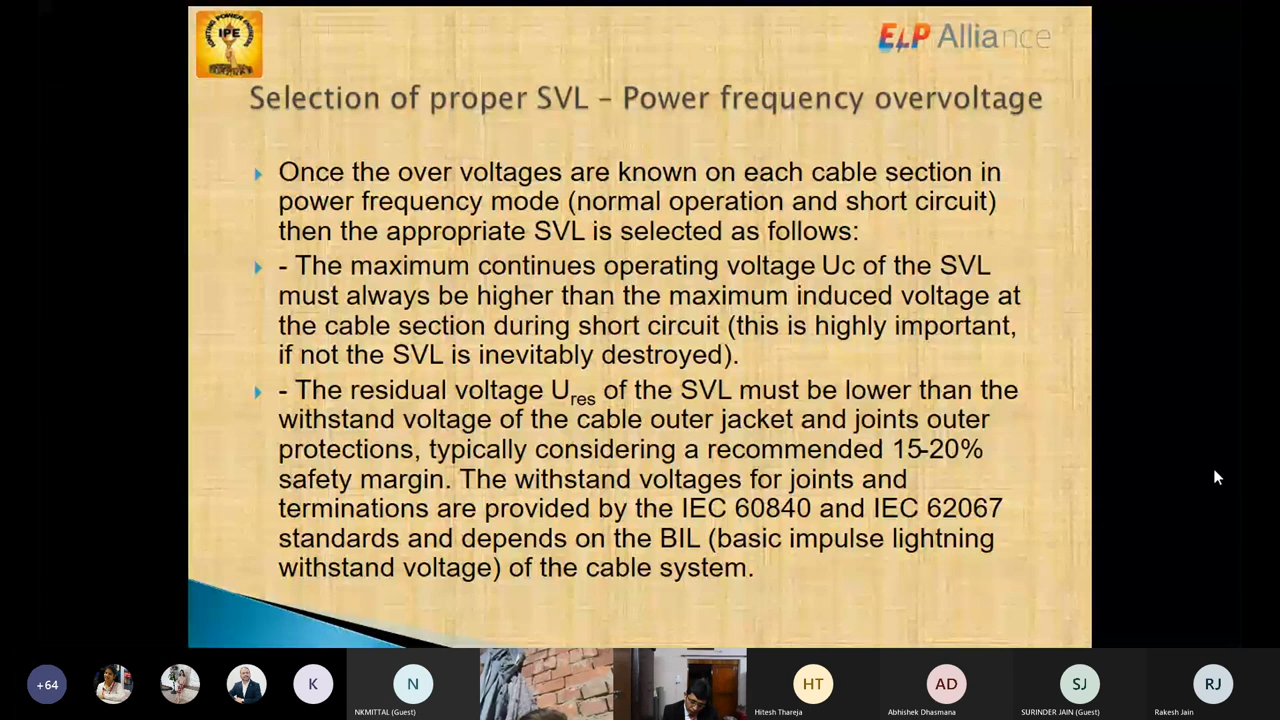 IGNITING POWER ENGINEERS
IPE
ELP Alliance
Selection of proper SVL – Power frequency overvoltage
Once the over voltages are known on each cable section in
power frequency mode (normal operation and short circuit)
then the appropriate SVL is selected as follows:
- The maximum continues operating voltage Uc of the SVL
must always be higher than the maximum induced voltage at
the cable section during short circuit (this is highly important,
if not the SVL is inevitably destroyed).
- The residual voltage Ures of the SVL must be lower than the
withstand voltage of the cable outer jacket and joints outer
protections, typically considering a recommended 15-20%
safety margin. The withstand voltages for joints and
terminations are provided by the IEC 60840 and IEC 62067
standards and depends on the BIL (basic impulse lightning
withstand voltage) of the cable system.
+64
K
N
HT
AD
SJ
RJ
NKMITTAL (Guest)
Hitesh Thareja
Abhishek Dhasmana
SURINDER JAIN (Guest)
Rakesh Jain